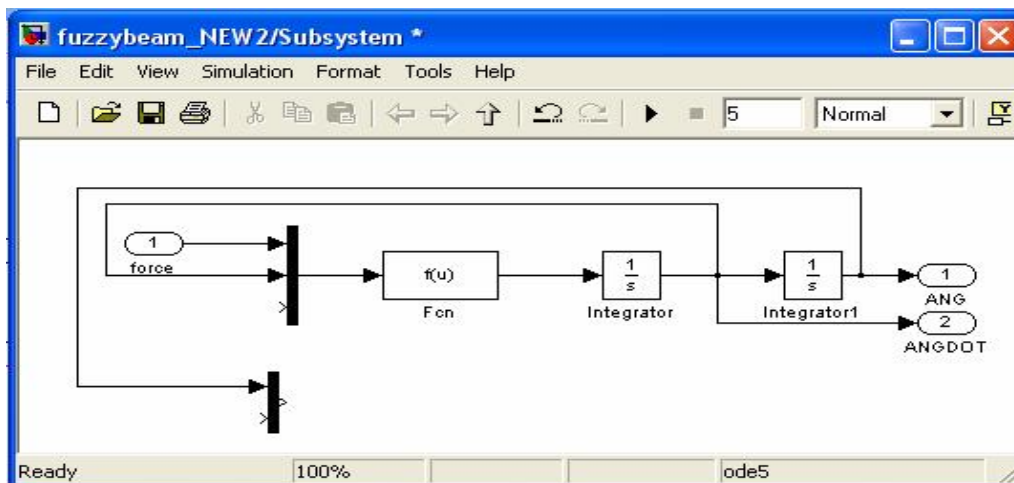 fuzzybeam_NEW2/Subsystem *
File Edit View Simulation Format Tools Help
5 Normal
1
force
f(u)
Fcn
1
s
Integrator
1
s
Integrator1
1
ANG
2
ANGDOT
Ready 100% ode5